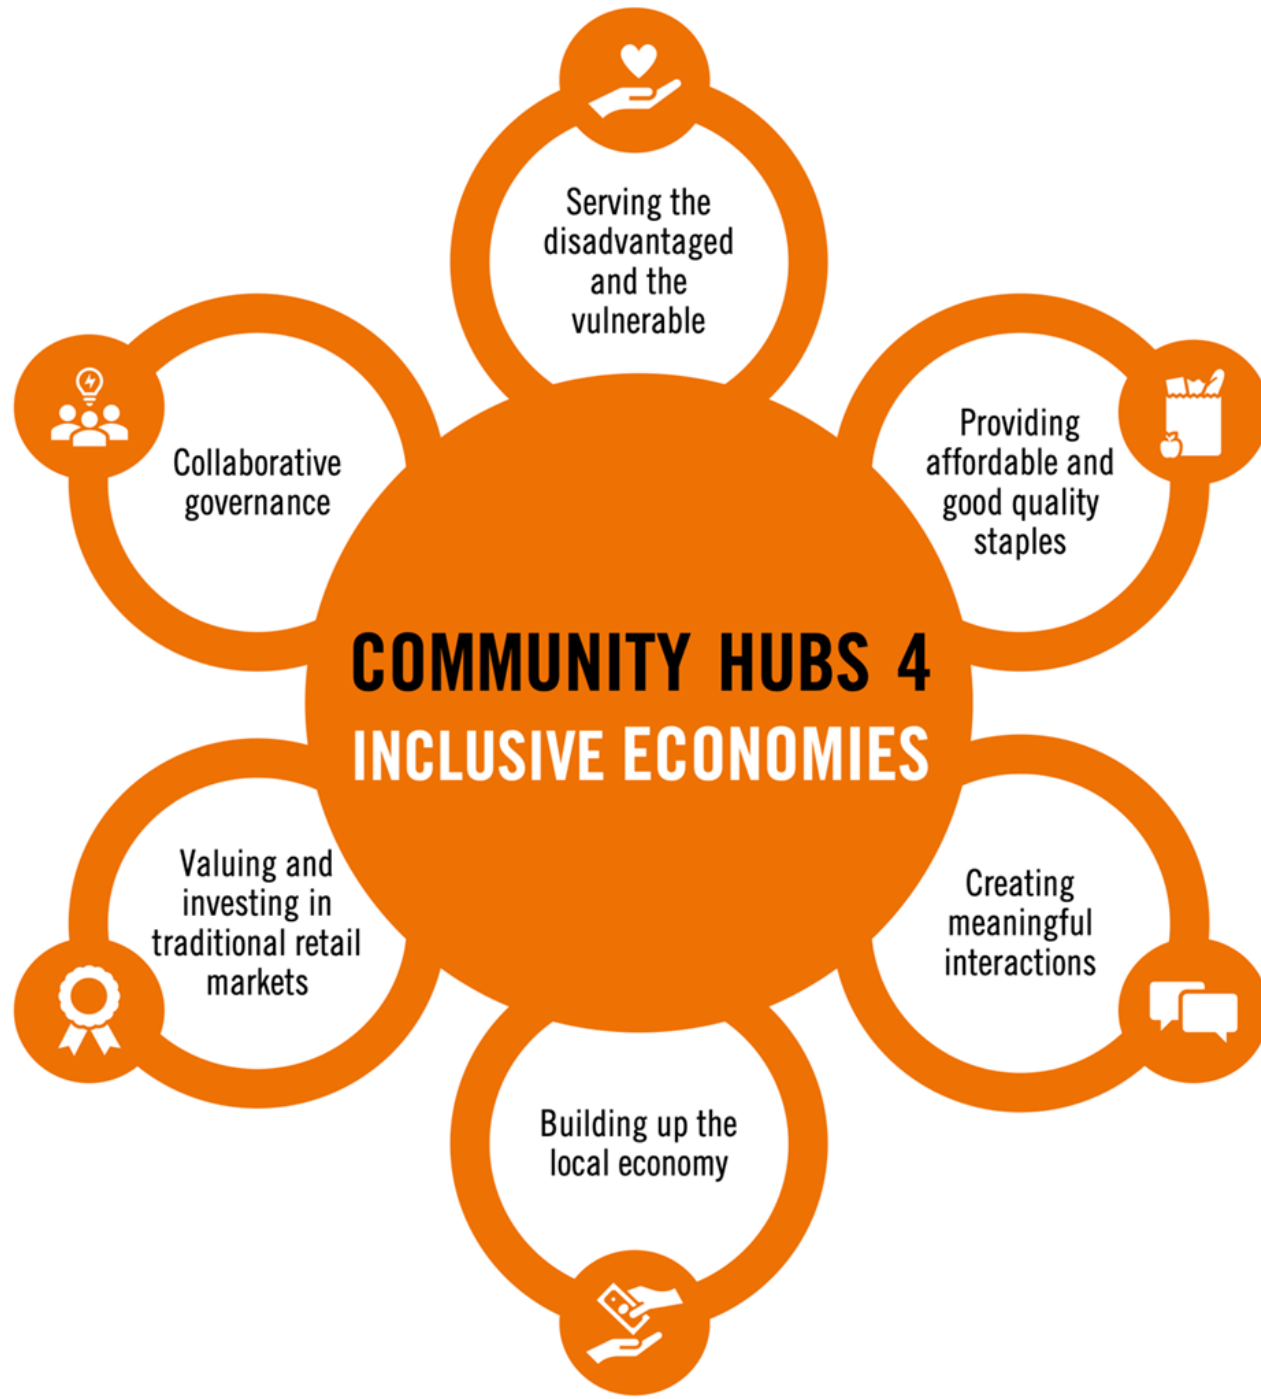 Serving the
disadvantaged
and the
vulnerable
Collaborative
governance
Providing
affordable and
good quality
staples
COMMUNITY HUBS 4
INCLUSIVE ECONOMIES
Valuing and
investing in
traditional retail
markets
Creating
meaningful
interactions
Building up the
local economy